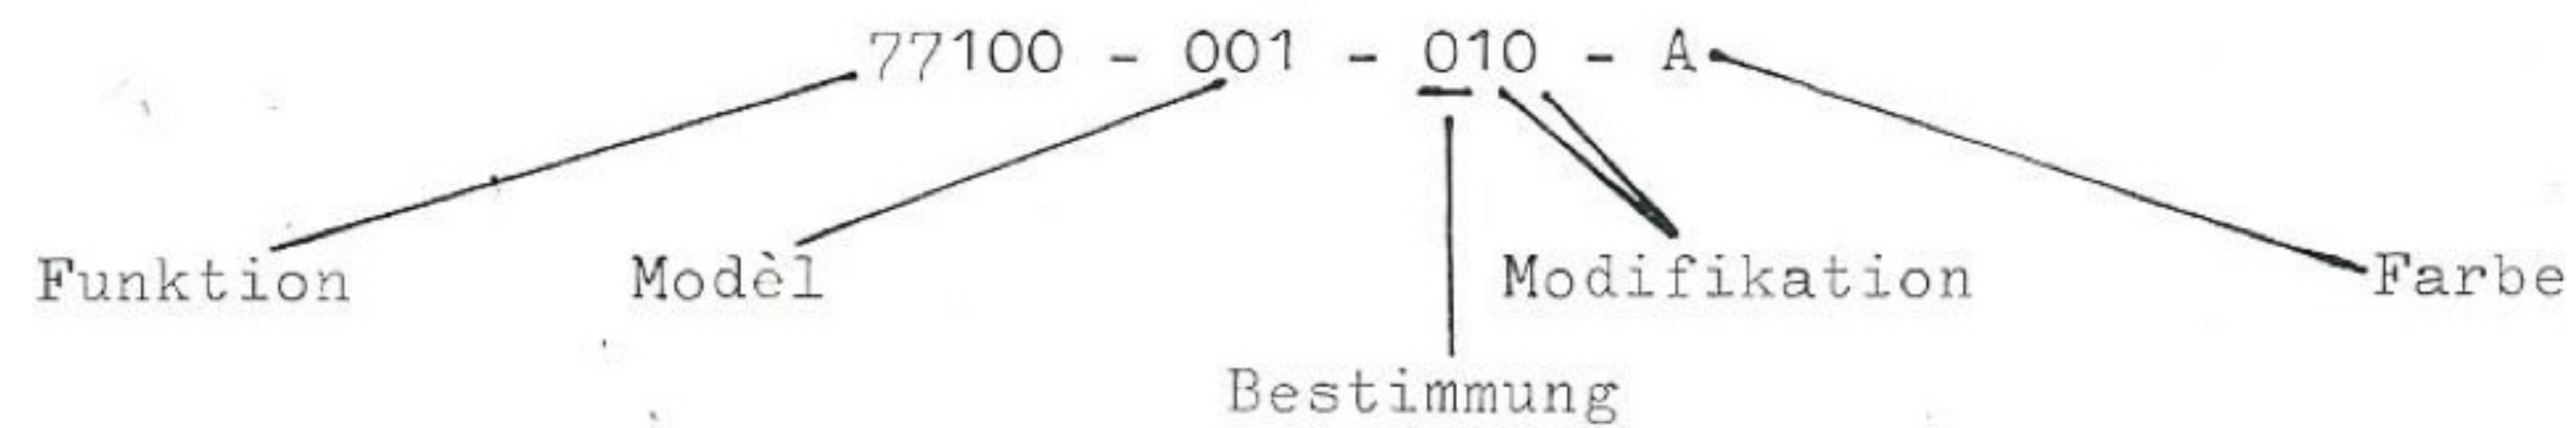 77100 - 001 - 010 - A
Funktion Modèl Modifikation Farbe
Bestimmung